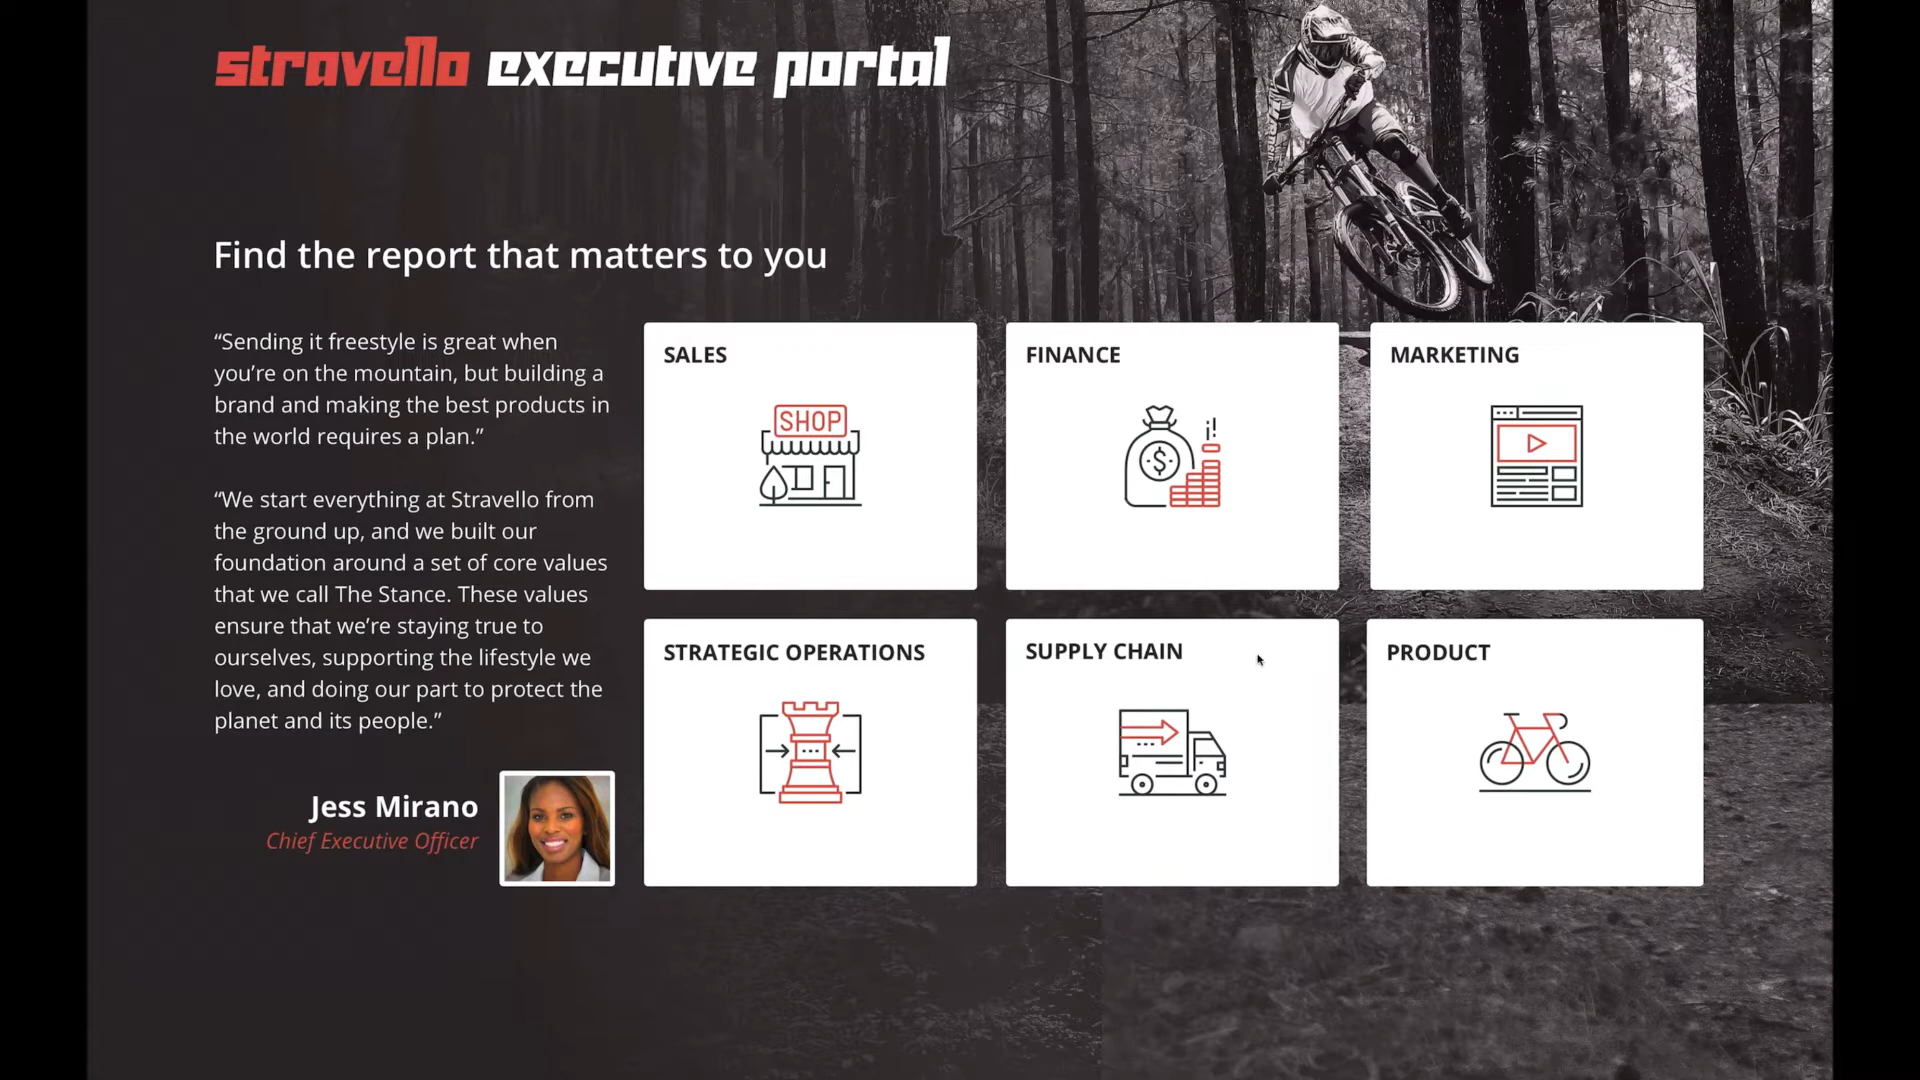 stravello executive portal
Find the report that matters to you
“Sending it freestyle is great when
you’re on the mountain, but building a
brand and making the best products in
the world requires a plan.”
“We start everything at Stravello from
the ground up, and we built our
foundation around a set of core values
that we call The Stance. These values
ensure that we’re staying true to
ourselves, supporting the lifestyle we
love, and doing our part to protect the
planet and its people.”
Jess Mirano
Chief Executive Officer
SALES
SHOP
FINANCE
$
MARKETING
STRATEGIC OPERATIONS
SUPPLY CHAIN
PRODUCT